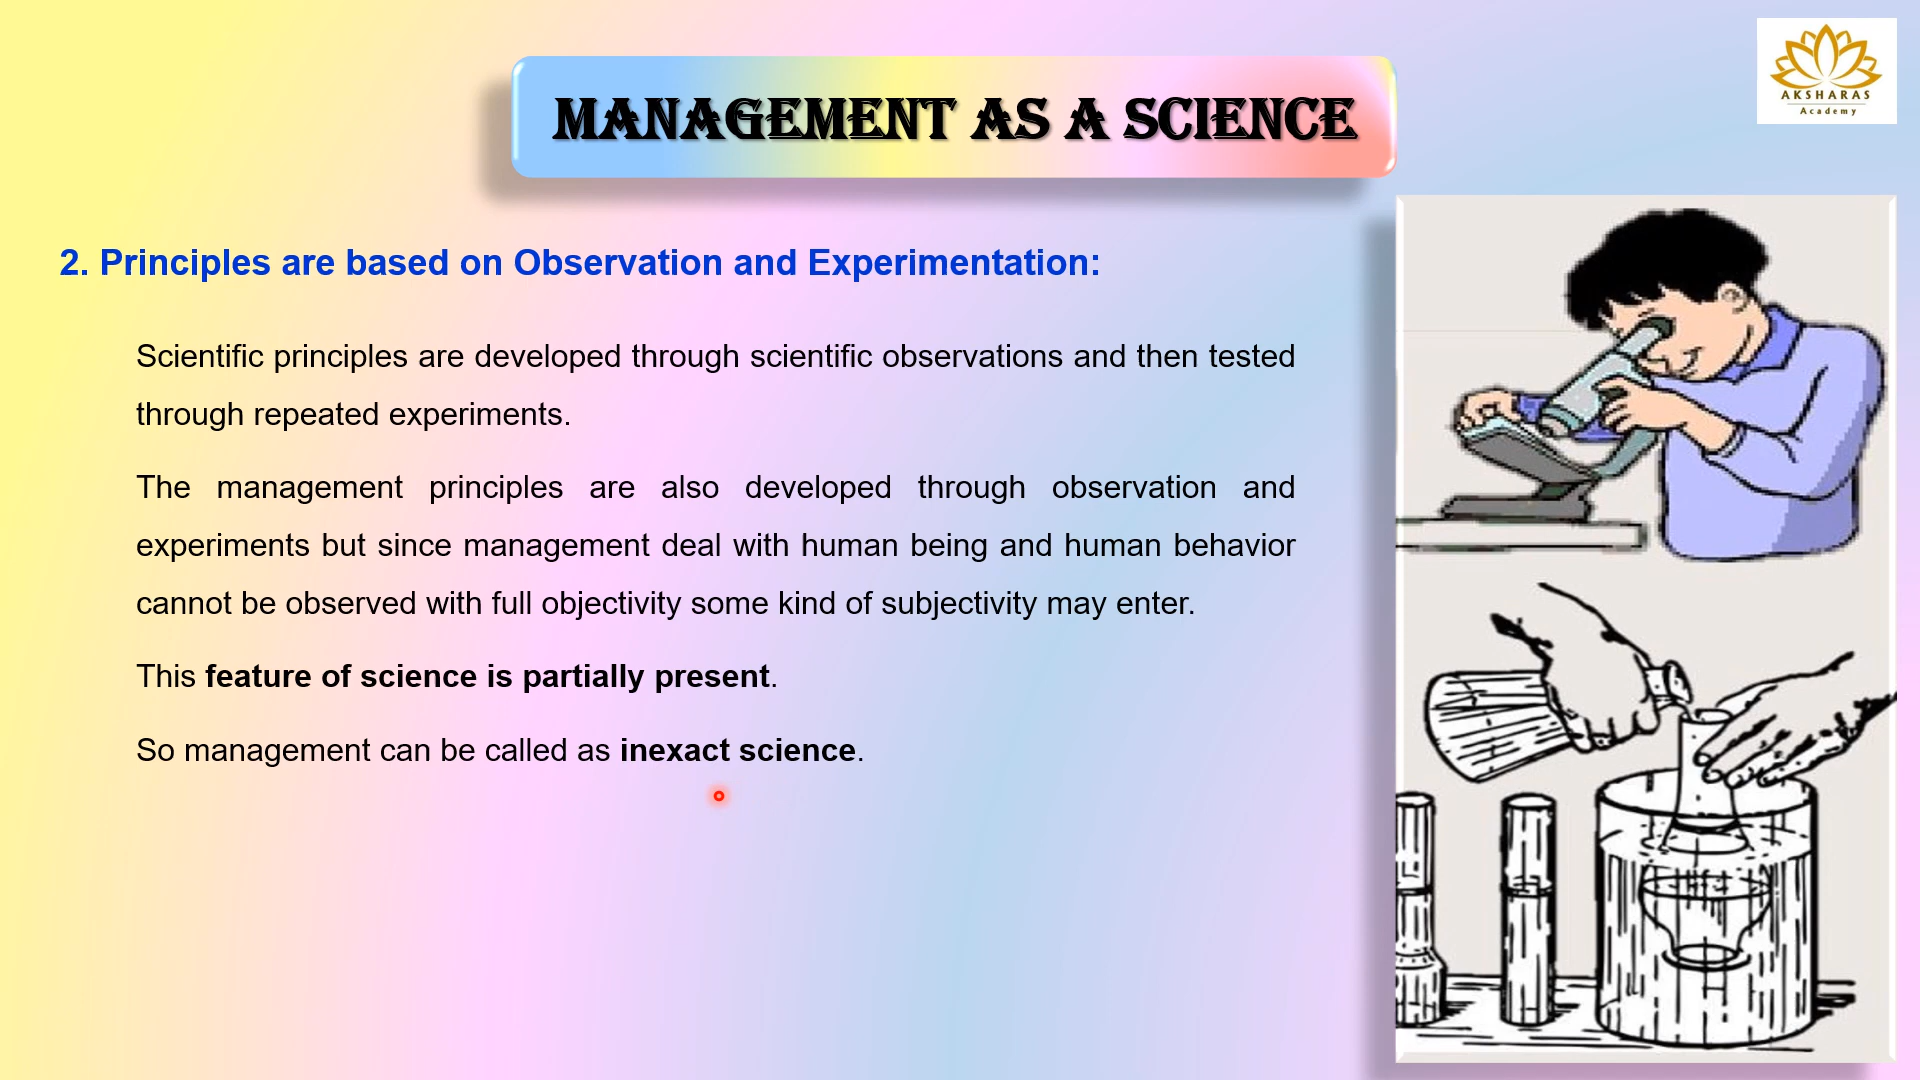 MANAGEMENT AS A SCIENCE
AKSHARAS
Academy
2. Principles are based on Observation and Experimentation:
Scientific principles are developed through scientific observations and then tested
through repeated experiments.
The management principles are also developed through observation and
experiments but since management deal with human being and human behavior
cannot be observed with full objectivity some kind of subjectivity may enter.
This feature of science is partially present.
So management can be called as inexact science.